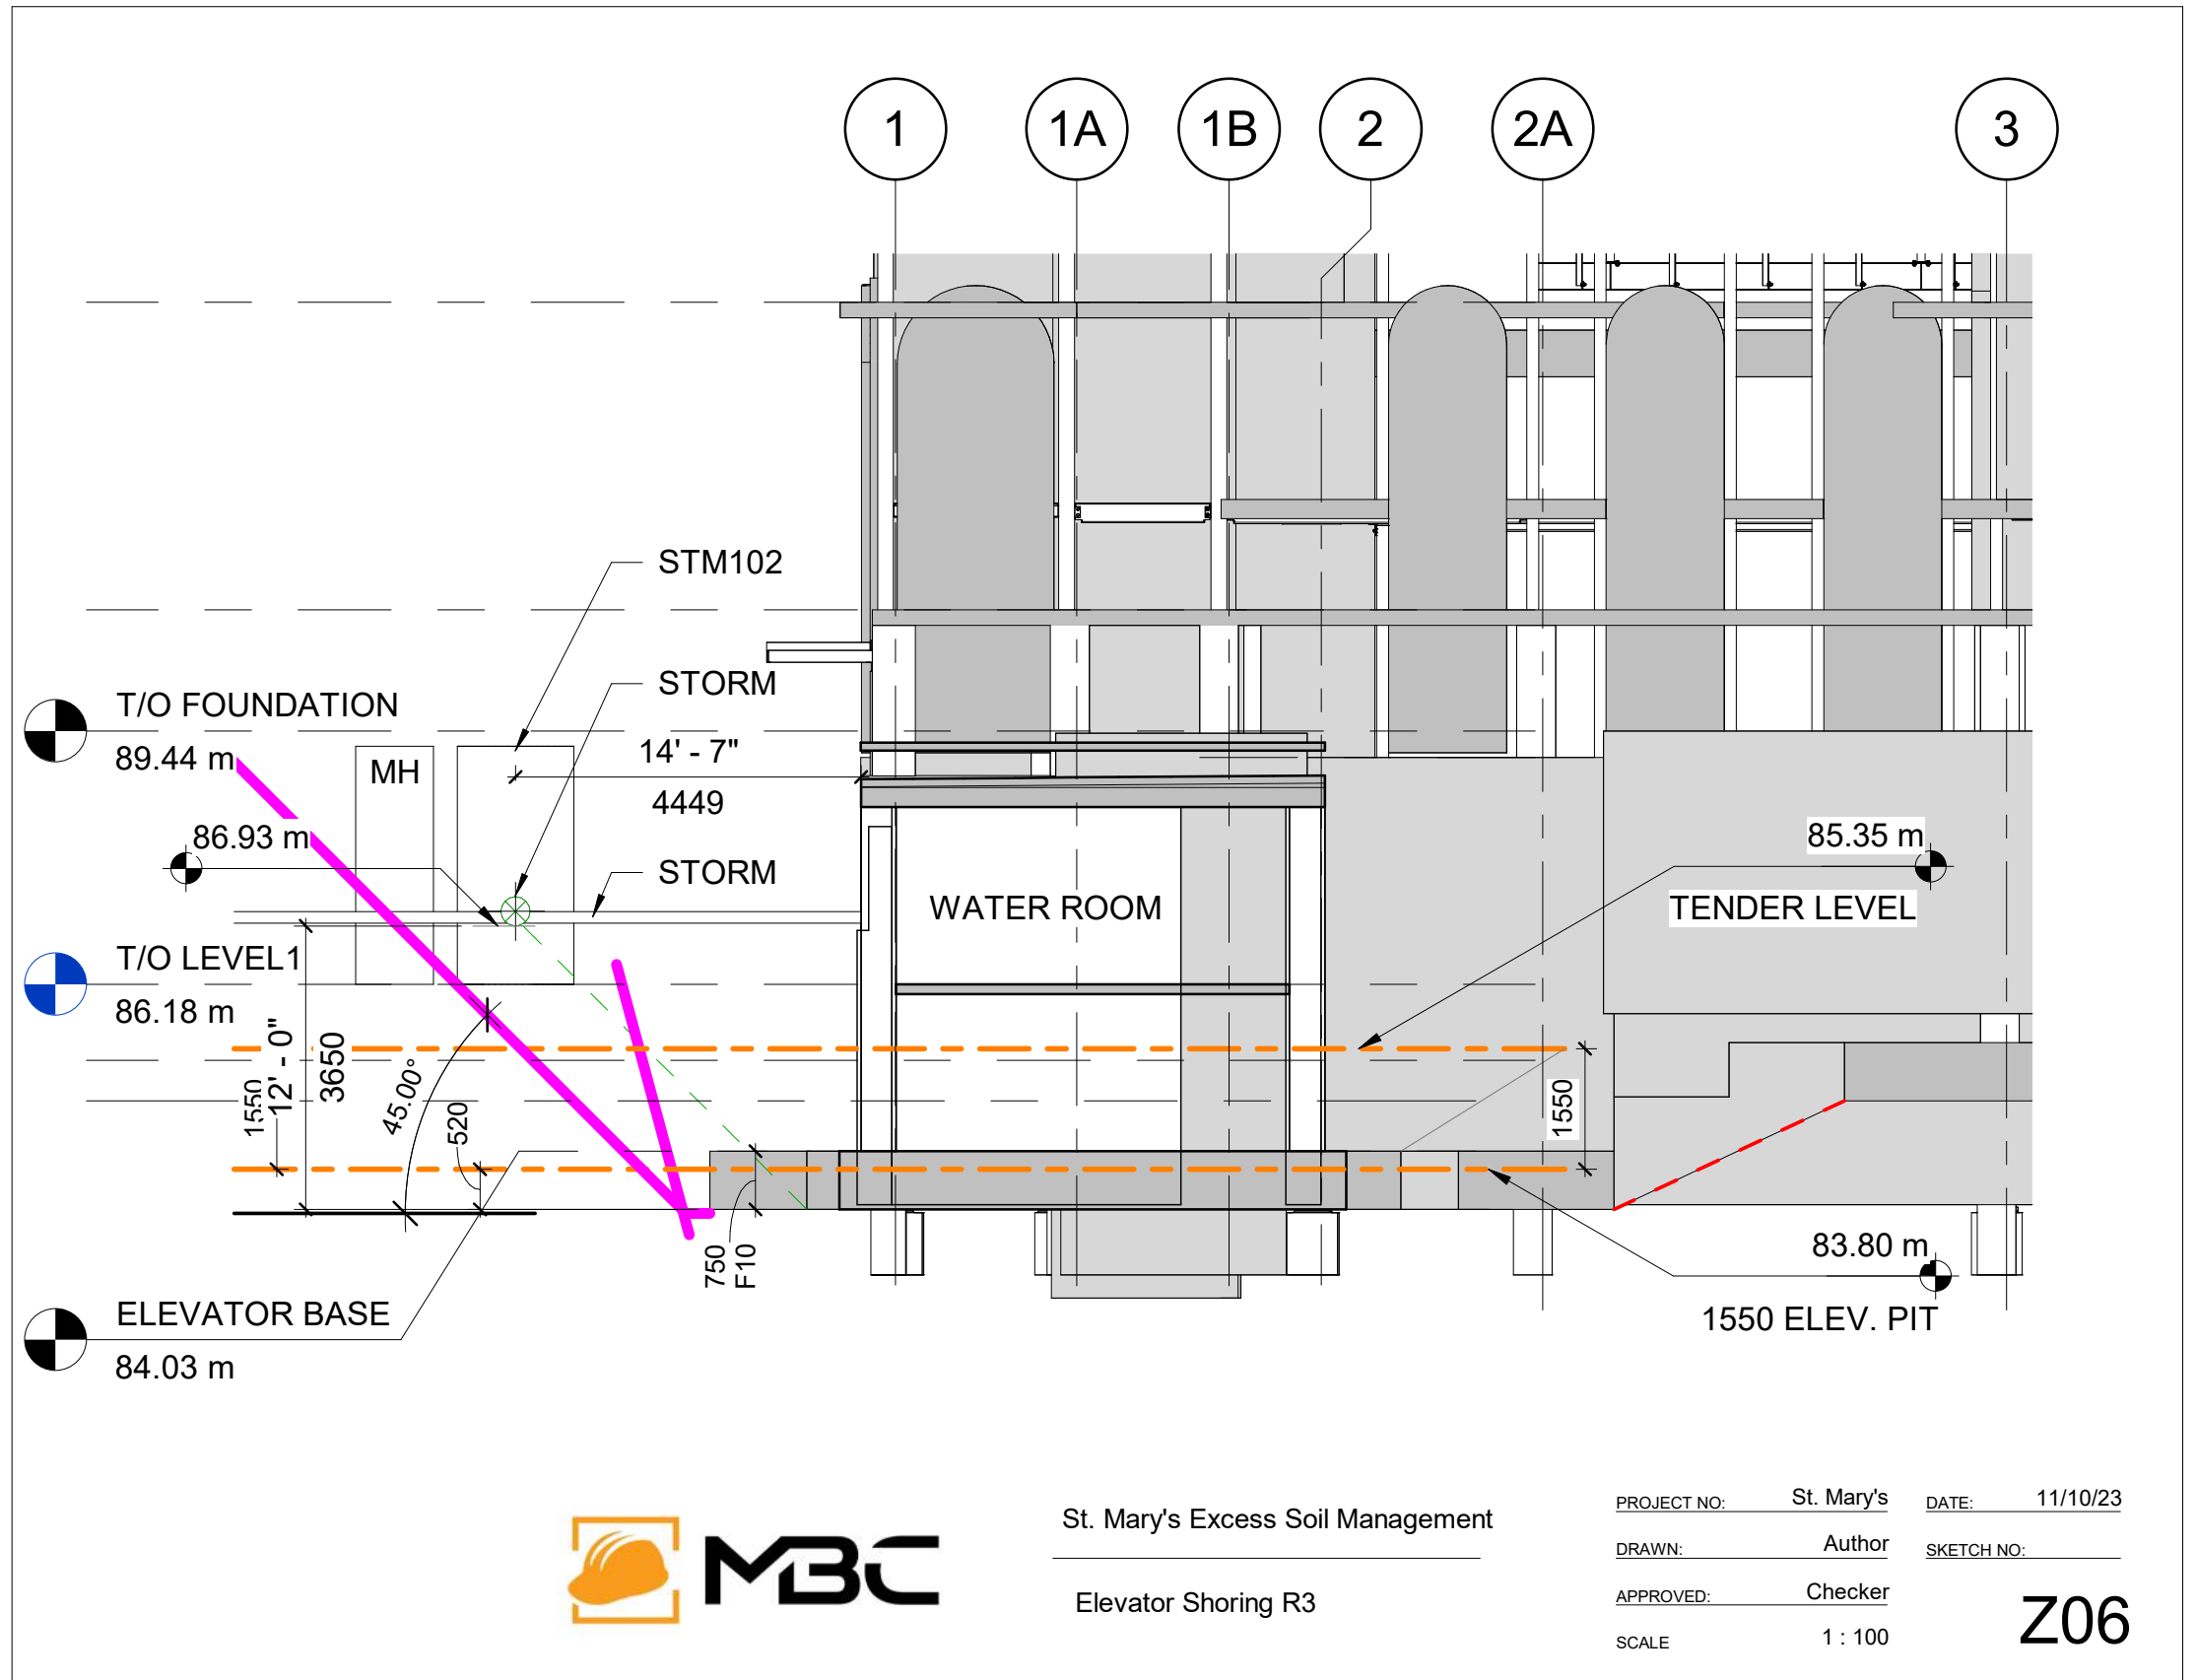 1
1A
1B
2
2A
3
STM102
STORM
T/O FOUNDATION
89.44 m
14' - 7"
4449
MH
86.93 m
85.35 m
STORM
WATER ROOM
TENDER LEVEL
T/O LEVEL1
86.18 m
1550
12' - 0"
3650
45.00°
520
1550
750
F10
83.80 m
1550 ELEV. PIT
ELEVATOR BASE
84.03 m
MBC
St. Mary's Excess Soil Management
Elevator Shoring R3
PROJECT NO: St. Mary's
DATE: 11/10/23
DRAWN: Author
SKETCH NO:
APPROVED: Checker
Z06
SCALE 1 : 100